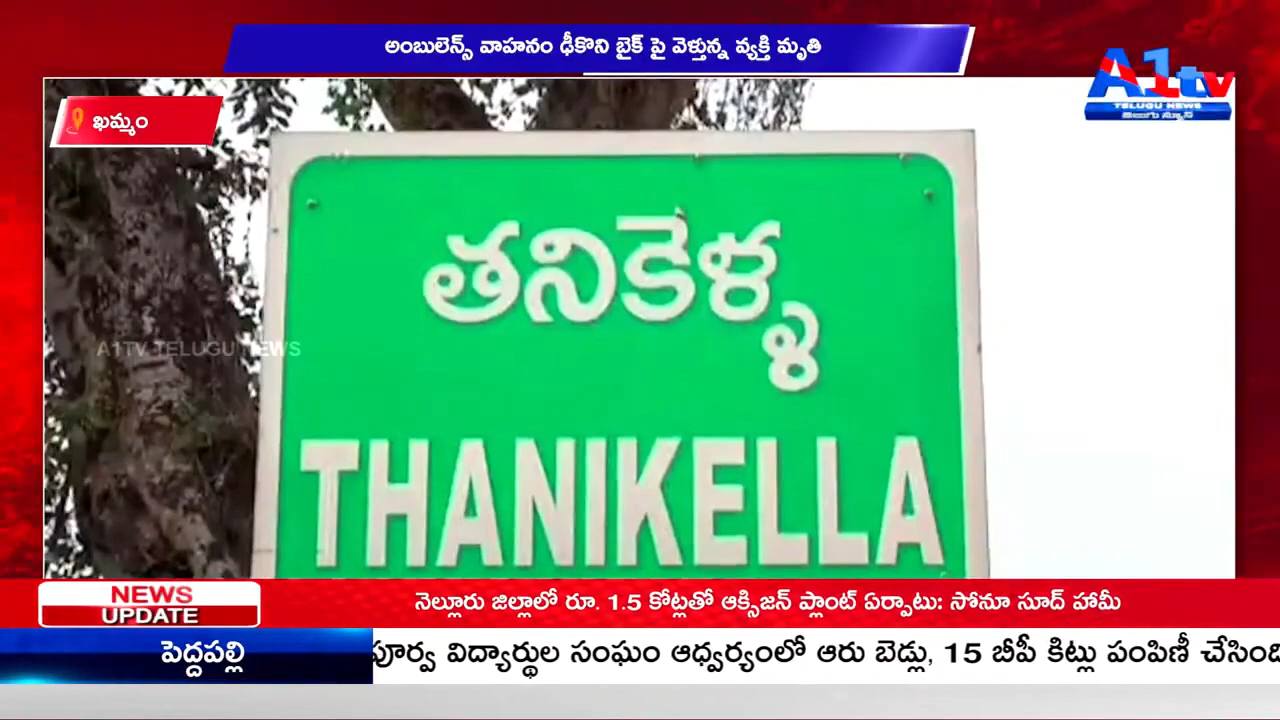 అంబులెన్స్ వాహనం ఢీకొని బైక్ పై వెళ్తున్న వ్యక్తి మృతి
A1tv
TELUGU NEWS
తెలుగు న్యూస్
ఖమ్మం
తనికెళ్ళ
A1TV TELUGU NEWS
THANIKELLA
NEWS
UPDATE
నెల్లూరు జిల్లాలో రూ. 1.5 కోట్లతో ఆక్సిజన్ ప్లాంట్ ఏర్పాటు: సోనూ సూద్ హామీ
పెద్దపల్లి
పూర్వ విద్యార్థుల సంఘం ఆధ్వర్యంలో ఆరు బెడ్లు, 15 బీపీ కిట్లు పంపిణీ చేసింది